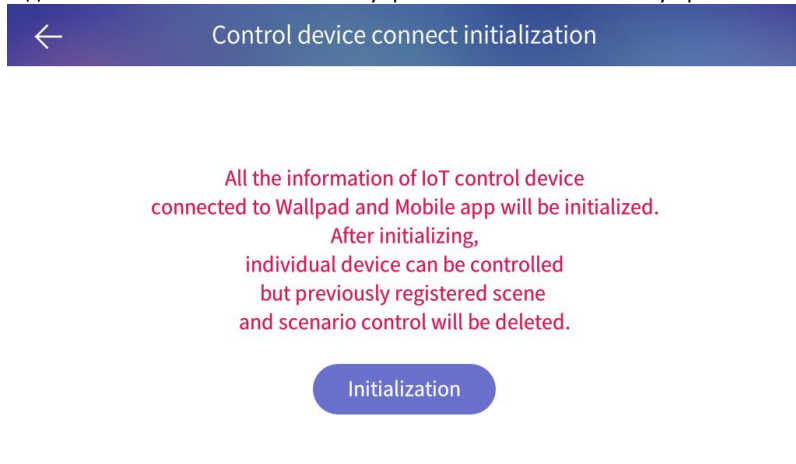 Control device connect initialization
All the information of IoT control device
connected to Wallpad and Mobile app will be initialized.
After initializing,
individual device can be controlled
but previously registered scene
and scenario control will be deleted.
Initialization